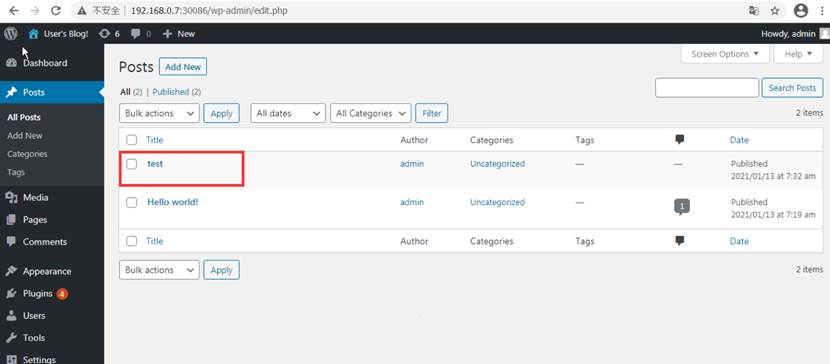 不安全 192.168.0.7:30086/wp-admin/edit.php
User's Blog! 6 0 + New Howdy, admin
Screen Options Help
Dashboard
Posts
All Posts
Add New
Categories
Tags
Media
Pages
Comments
Appearance
Plugins 4
Users
Tools
Settings
Posts Add New
All (2) | Published (2)
Search Posts
Bulk actions Apply All dates All Categories Filter 2 items
Title Author Categories Tags Date
test admin Uncategorized — — Published
2021/01/13 at 7:32 am
Hello world! admin Uncategorized — 1 Published
2021/01/13 at 7:19 am
Title Author Categories Tags Date
Bulk actions Apply 2 items